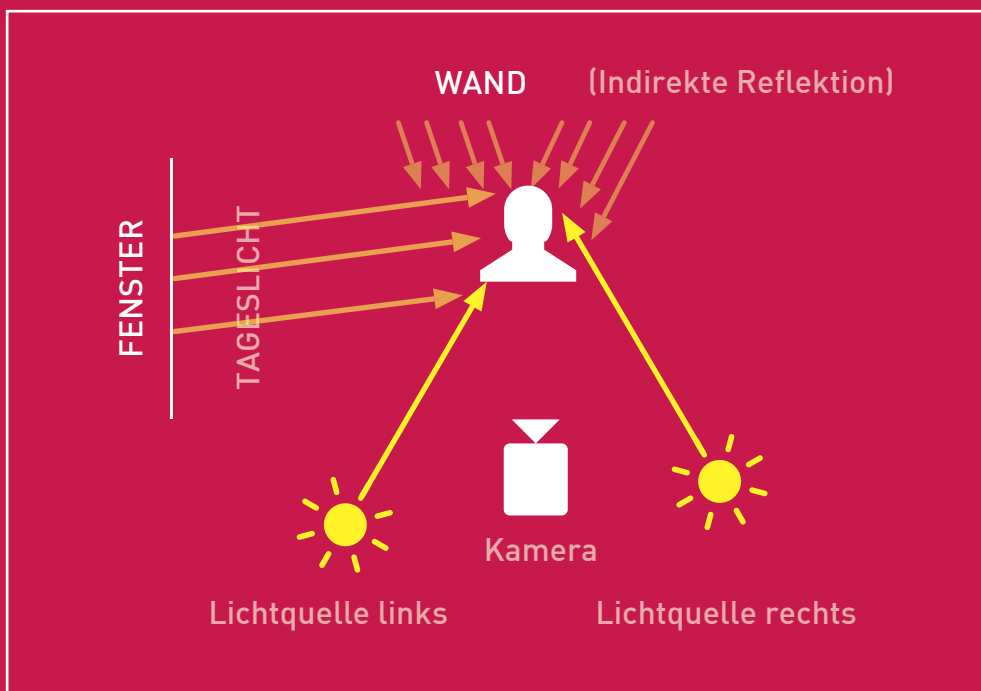 WAND (Indirekte Reflektion)
FENSTER
TAGESLICHT
Kamera
Lichtquelle links
Lichtquelle rechts